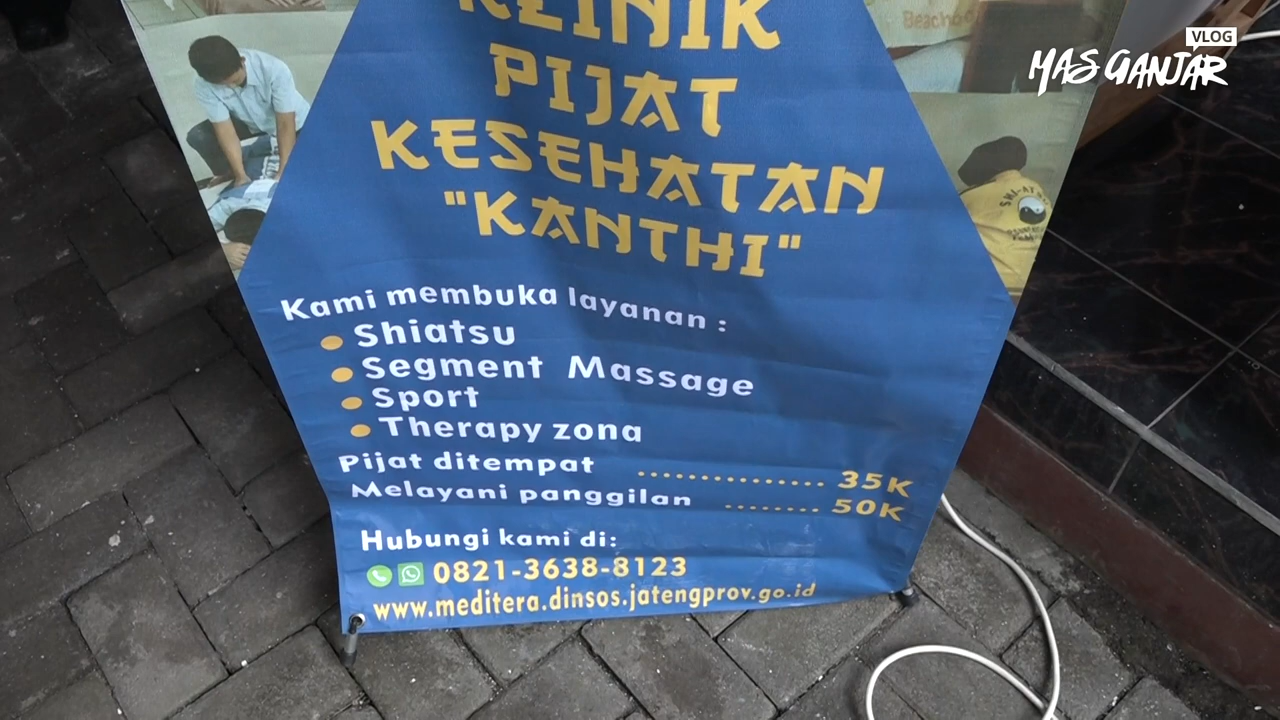 VLOG
MAS GANJAR
KLINIK
PIJAT
KESEHATAN
"KANTHI"
Kami membuka layanan :
Shiatsu
Segment Massage
Sport
Therapy zona
Pijat ditempat ............... 35K
Melayani panggilan ........ 50K
Hubungi kami di:
0821-3638-8123
www.meditera.dinsos.jatengprov.go.id